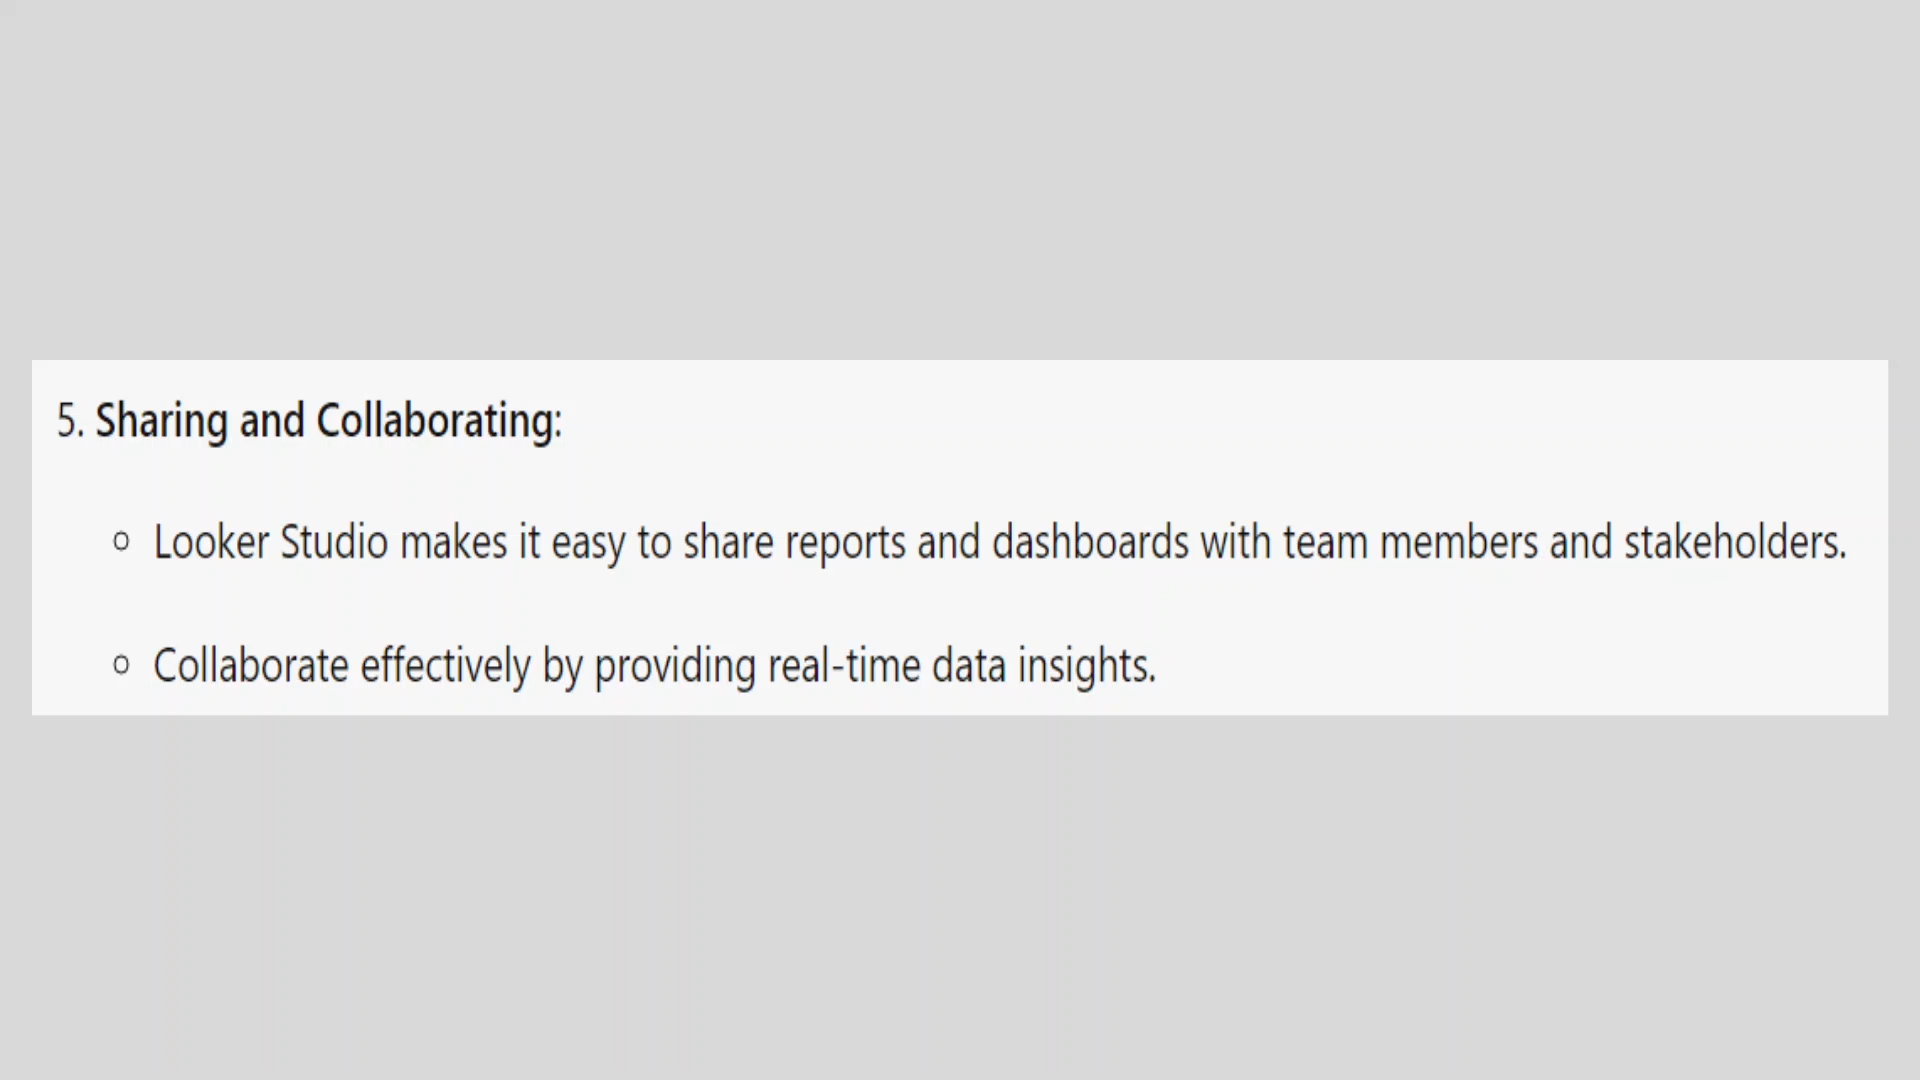 5. Sharing and Collaborating:
o Looker Studio makes it easy to share reports and dashboards with team members and stakeholders.
o Collaborate effectively by providing real-time data insights.